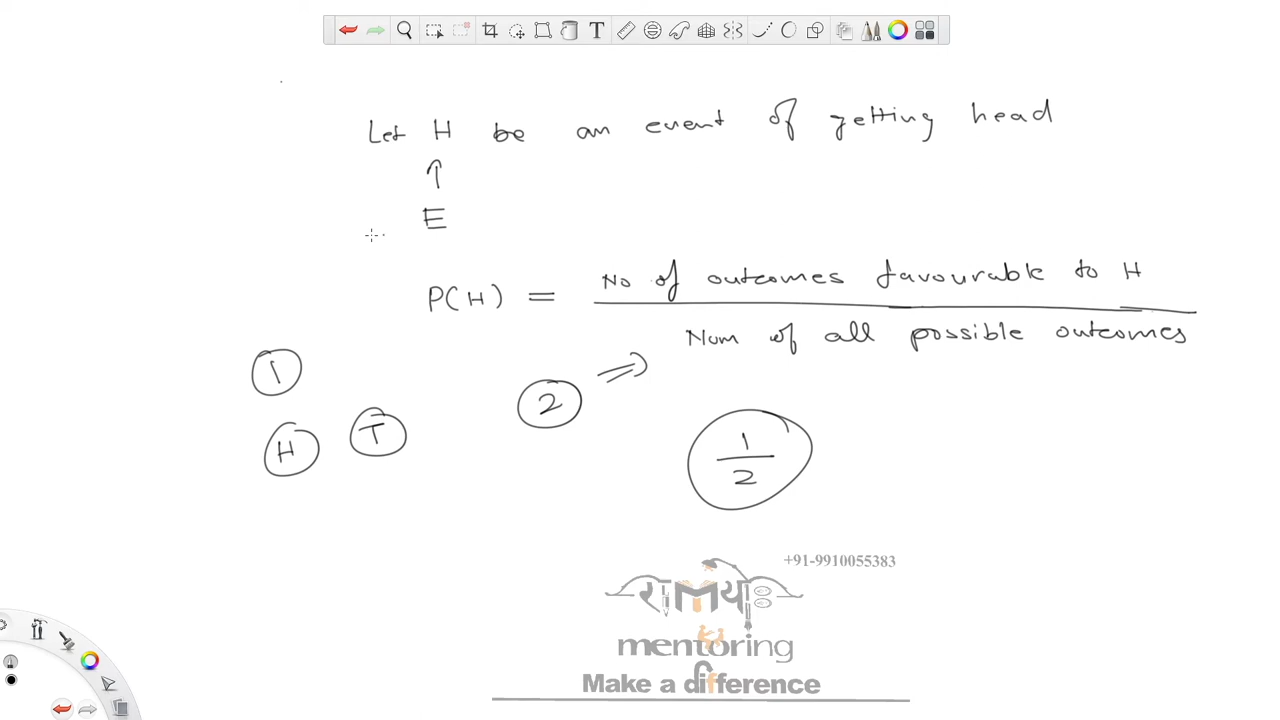 Let H be an event of getting head
↑
E
P(H) = No of outcomes favourable to H
Num of all possible outcomes
1
2 ⇒
H T
1
2
+91-9910055383
mentoring
Make a difference